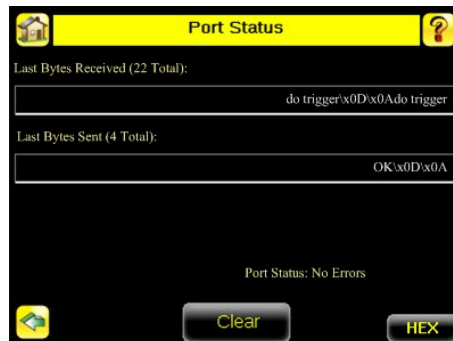 Port Status
?
Last Bytes Received (22 Total):
do trigger\x0D\x0Ado trigger
Last Bytes Sent (4 Total):
OK\x0D\x0A
Port Status: No Errors
Clear
HEX